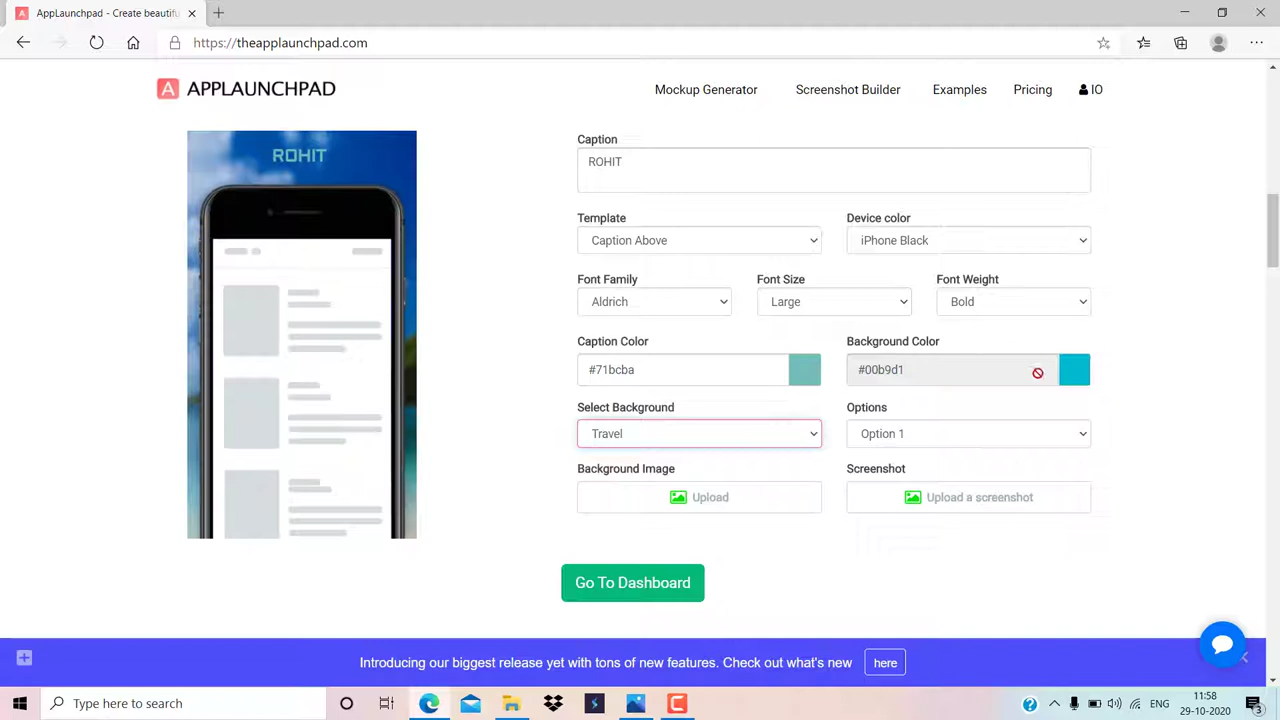 AppLaunchpad - Create beautifu
https://theapplaunchpad.com
A APPLAUNCHPAD
Mockup Generator
Screenshot Builder
Examples
Pricing
IO
ROHIT
Caption
ROHIT
Template
Device color
Caption Above
iPhone Black
Font Family
Font Size
Font Weight
Aldrich
Large
Bold
Caption Color
Background Color
#71bcba
#00b9d1
Select Background
Options
Travel
Option 1
Background Image
Screenshot
Upload
Upload a screenshot
Go To Dashboard
Introducing our biggest release yet with tons of new features. Check out what's new
here
Type here to search
ENG
11:58
29-10-2020
3